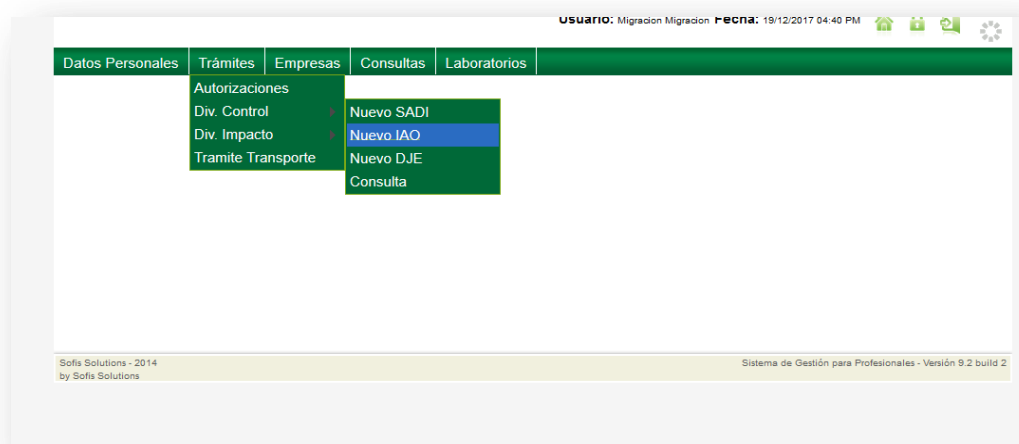 Usuario: Migracion Migracion Fecha: 19/12/2017 04:40 PM
Datos Personales Trámites Empresas Consultas Laboratorios
Autorizaciones
Div. Control
Div. Impacto
Tramite Transporte
Nuevo SADI
Nuevo IAO
Nuevo DJE
Consulta
Sofis Solutions - 2014
by Sofis Solutions
Sistema de Gestión para Profesionales - Versión 9.2 build 2